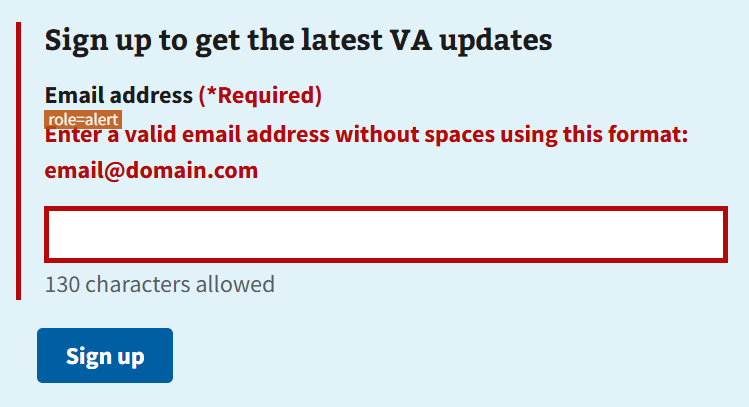 Sign up to get the latest VA updates
Email address (*Required)
role=alert
Enter a valid email address without spaces using this format:
email@domain.com
130 characters allowed
Sign up